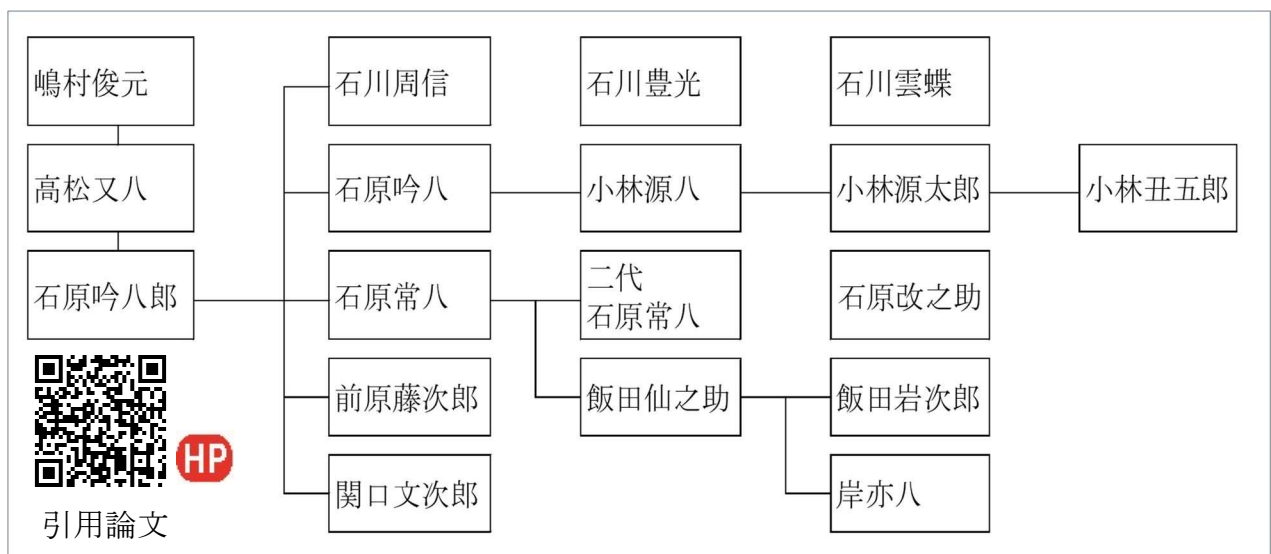 嶋村俊元
石川周信
石川豊光
石川雲蝶
高松又八
石原吟八
小林源八
小林源太郎
小林丑五郎
石原吟八郎
石原常八
二代
石原常八
石原改之助
前原藤次郎
飯田仙之助
飯田岩次郎
HP
関口文次郎
岸亦八
引用論文